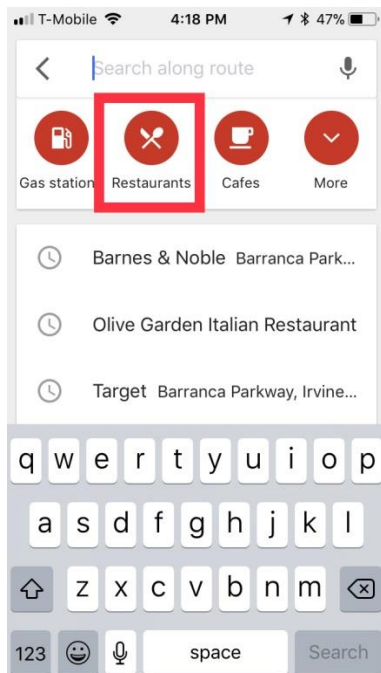 T-Mobile 4:18 PM 47%
Search along route
Gas station Restaurants Cafes More
Barnes & Noble Barranca Park...
Olive Garden Italian Restaurant
Target Barranca Parkway, Irvine...
q w e r t y u i o p
a s d f g h j k l
z x c v b n m
123 space Search